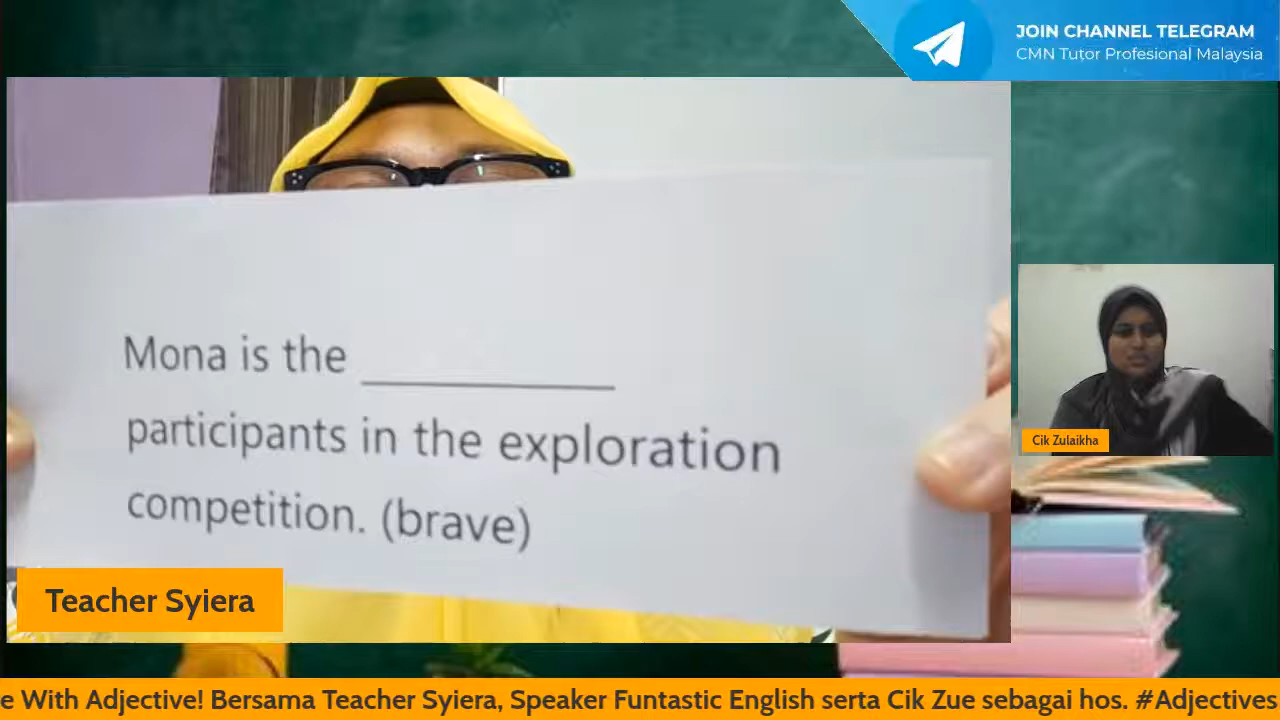 JOIN CHANNEL TELEGRAM
CMN Tutor Profesional Malaysia
Mona is the
participants in the exploration
competition. (brave)
Cik Zulaikha
Teacher Syiera
e With Adjective! Bersama Teacher Syiera, Speaker Funtastic English serta Cik Zue sebagai hos. #Adjectives